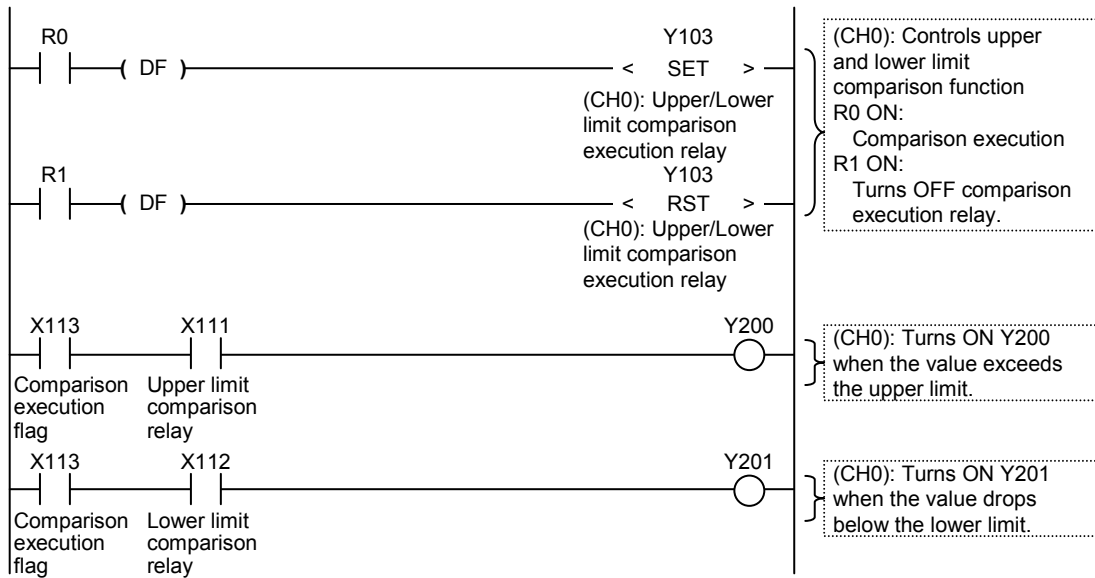 R0
Y103
( DF )
< SET >
(CH0): Upper/Lower
limit comparison
execution relay
(CH0): Controls upper
and lower limit
comparison function
R0 ON:
Comparison execution
R1 ON:
Turns OFF comparison
execution relay.
R1
Y103
( DF )
< RST >
(CH0): Upper/Lower
limit comparison
execution relay
X113
X111
Y200
Comparison
execution
flag
Upper limit
comparison
relay
(CH0): Turns ON Y200
when the value exceeds
the upper limit.
X113
X112
Y201
Comparison
execution
flag
Lower limit
comparison
relay
(CH0): Turns ON Y201
when the value drops
below the lower limit.